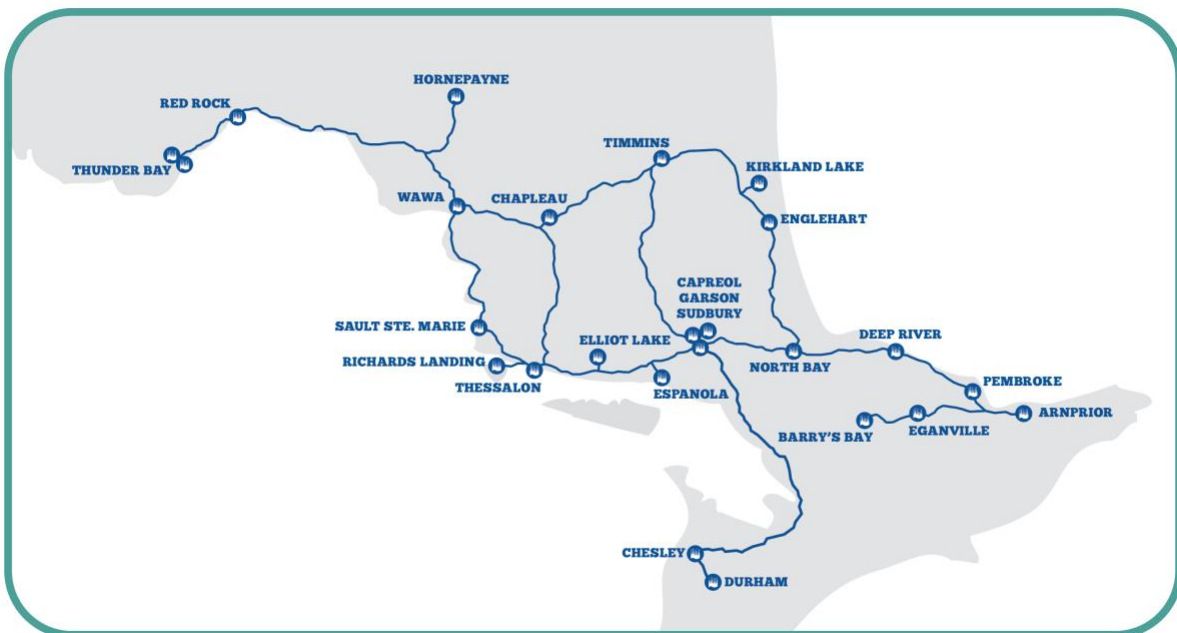 HORNEPAYNE
RED ROCK
TIMMINS
THUNDER BAY
KIRKLAND LAKE
WAWA
CHAPLEAU
ENGLEHART
CAPREOL
GARSON
SUDBURY
SAULT STE. MARIE
ELLIOT LAKE
DEEP RIVER
RICHARDS LANDING
THESSALON
ESPANOLA
NORTH BAY
PEMBROKE
ARNPRIOR
BARRY'S BAY
EGANVILLE
CHESLEY
DURHAM